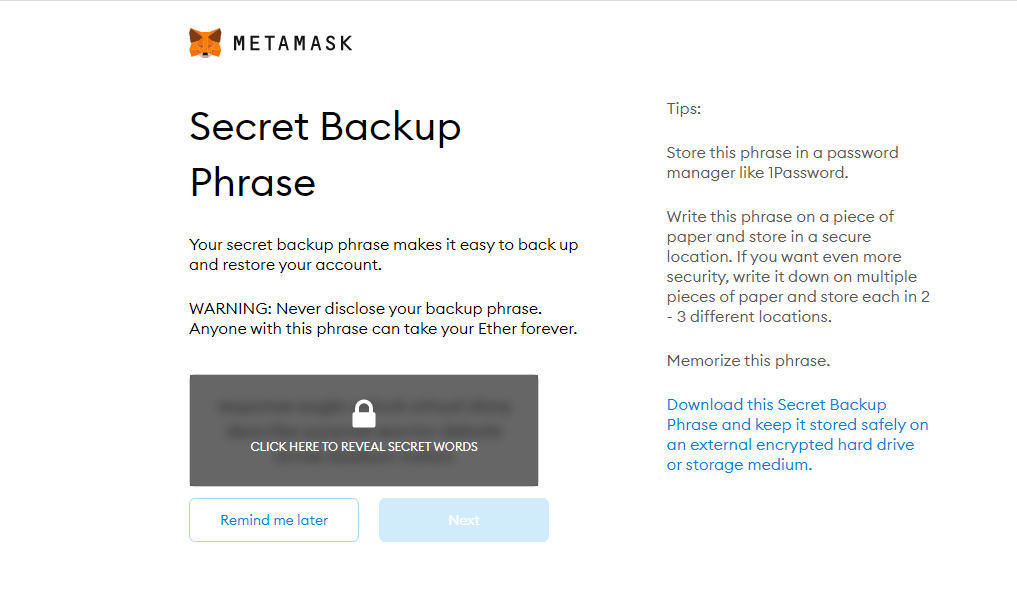 METAMASK
Secret Backup
Phrase
Your secret backup phrase makes it easy to back up
and restore your account.
WARNING: Never disclose your backup phrase.
Anyone with this phrase can take your Ether forever.
CLICK HERE TO REVEAL SECRET WORDS
Remind me later
Next
Tips:
Store this phrase in a password
manager like 1Password.
Write this phrase on a piece of
paper and store in a secure
location. If you want even more
security, write it down on multiple
pieces of paper and store each in 2
- 3 different locations.
Memorize this phrase.
Download this Secret Backup
Phrase and keep it stored safely on
an external encrypted hard drive
or storage medium.